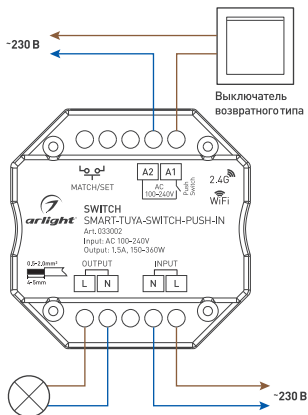 ~230 В
Выключатель
возвратного типа
MATCH/SET
A2 A1
AC
100-240V
Push
Switch
2.4G
WiFi
arlight
SWITCH
SMART-TUYA-SWITCH-PUSH-IN
Art. 033002
Input: AC 100-240V
Output: 1,5A, 150-360W
0,5-2,0mm²
4-5mm
OUTPUT INPUT
L N N L
~230 В